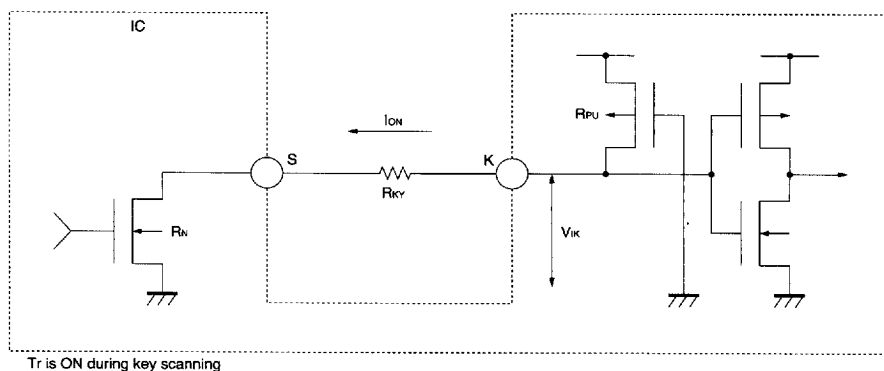 IC
ION
RPU
S
K
RKY
RN
VIK
Tr is ON during key scanning